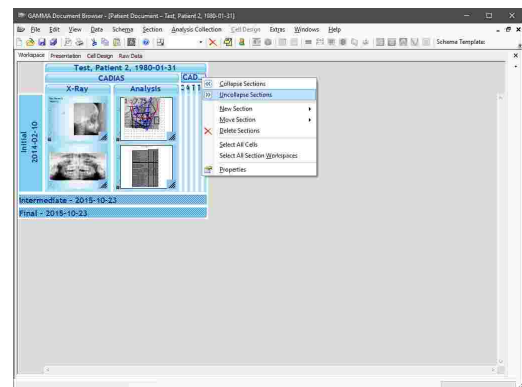 GAMMA Document Browser - [Patient Document - Test, Patient 2, 1980-01-31]
File Edit View Data Schema Section Analysis Collection Cell Design Extras Windows Help
Schema Template:
Workspace Presentation Cell Design Raw Data
Test, Patient 2, 1980-01-31
CADIAS CAD...
X-Ray Analysis
Initial
2014-02-10
Intermediate - 2015-10-23
Final - 2015-10-23
Collapse Sections
Uncollapse Sections
New Section
Move Section
Delete Sections
Select All Cells
Select All Section Workspaces
Properties